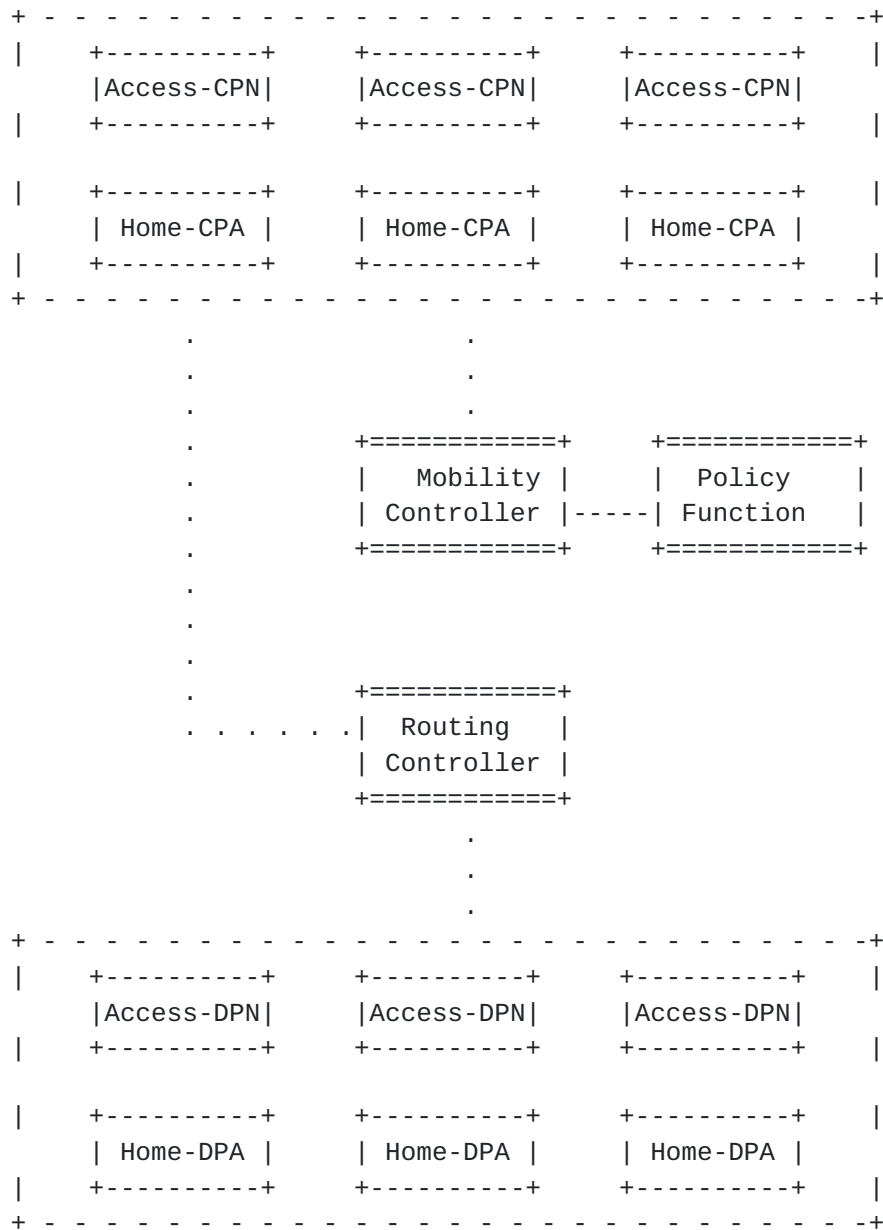 + - - - - - - - - - - - - - - - - - - - - - - - - - - -+
|    +----------+     +----------+     +----------+    |
     |Access-CPN|     |Access-CPN|     |Access-CPN|
|    +----------+     +----------+     +----------+    |

|    +----------+     +----------+     +----------+    |
     | Home-CPA |     | Home-CPA |     | Home-CPA |
|    +----------+     +----------+     +----------+    |
+ - - - - - - - - - - - - - - - - - - - - - - - - - - -+
           .                 .
           .                 .
           .                 .
           .          +============+     +============+
           .          |   Mobility |     |  Policy    |
           .          | Controller |-----| Function   |
           .          +============+     +============+
           .
           .
           .
           .          +============+
           . . . . . .|  Routing   |
                      | Controller |
                      +============+
                             .
                             .
                             .
+ - - - - - - - - - - - - - - - - - - - - - - - - - - -+
|    +----------+     +----------+     +----------+    |
     |Access-DPN|     |Access-DPN|     |Access-DPN|
|    +----------+     +----------+     +----------+    |

|    +----------+     +----------+     +----------+    |
     | Home-DPA |     | Home-DPA |     | Home-DPA |
|    +----------+     +----------+     +----------+    |
+ - - - - - - - - - - - - - - - - - - - - - - - - - - -+